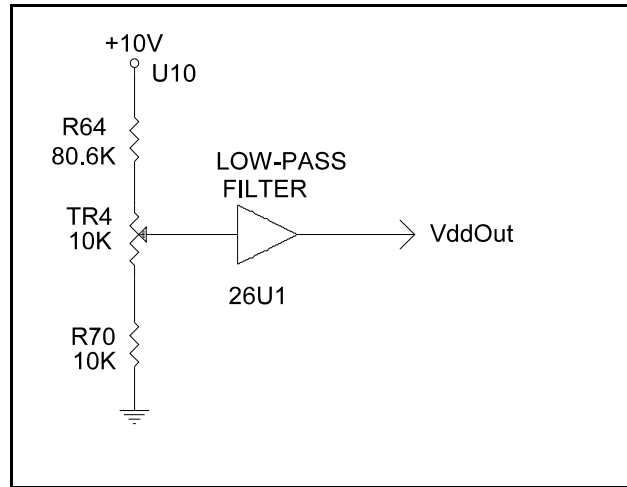 +10V
U10
R64
80.6K
LOW-PASS
FILTER
TR4
10K
VddOut
26U1
R70
10K